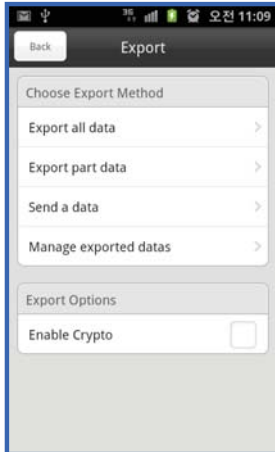 3G 오전 11:09
Back Export
Choose Export Method
Export all data
Export part data
Send a data
Manage exported datas
Export Options
Enable Crypto